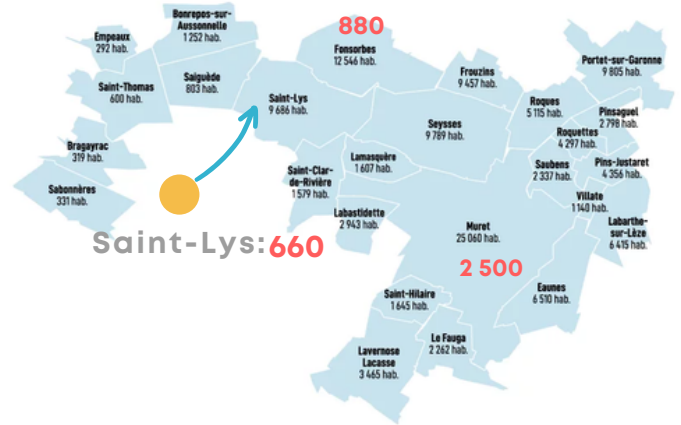 Bonrepos-sur-
Aussonnelle
1 252 hab.
880
Empeaux
292 hab.
Fonsorbes
12 546 hab.
Portet-sur-Garonne
9 805 hab.
Saiguède
803 hab.
Frouzins
9 457 hab.
Saint-Thomas
600 hab.
Saint-Lys
9 686 hab.
Roques
5 115 hab.
Pinsaguel
2 798 hab.
Seysses
9 789 hab.
Roquettes
4 297 hab.
Bragayrac
319 hab.
Lamasquère
1 607 hab.
Saubens
2 337 hab.
Pins-Justaret
4 356 hab.
Saint-Clar-
de-Rivière
1 579 hab.
Sabonnères
331 hab.
Villate
1 140 hab.
Labastidette
2 943 hab.
Labarthe-
sur-Lèze
6 415 hab.
Muret
25 060 hab.
Saint-Lys: 660
2 500
Saint-Hilaire
1 645 hab.
Eaunes
6 510 hab.
Le Fauga
2 262 hab.
Lavernose
Lacasse
3 465 hab.